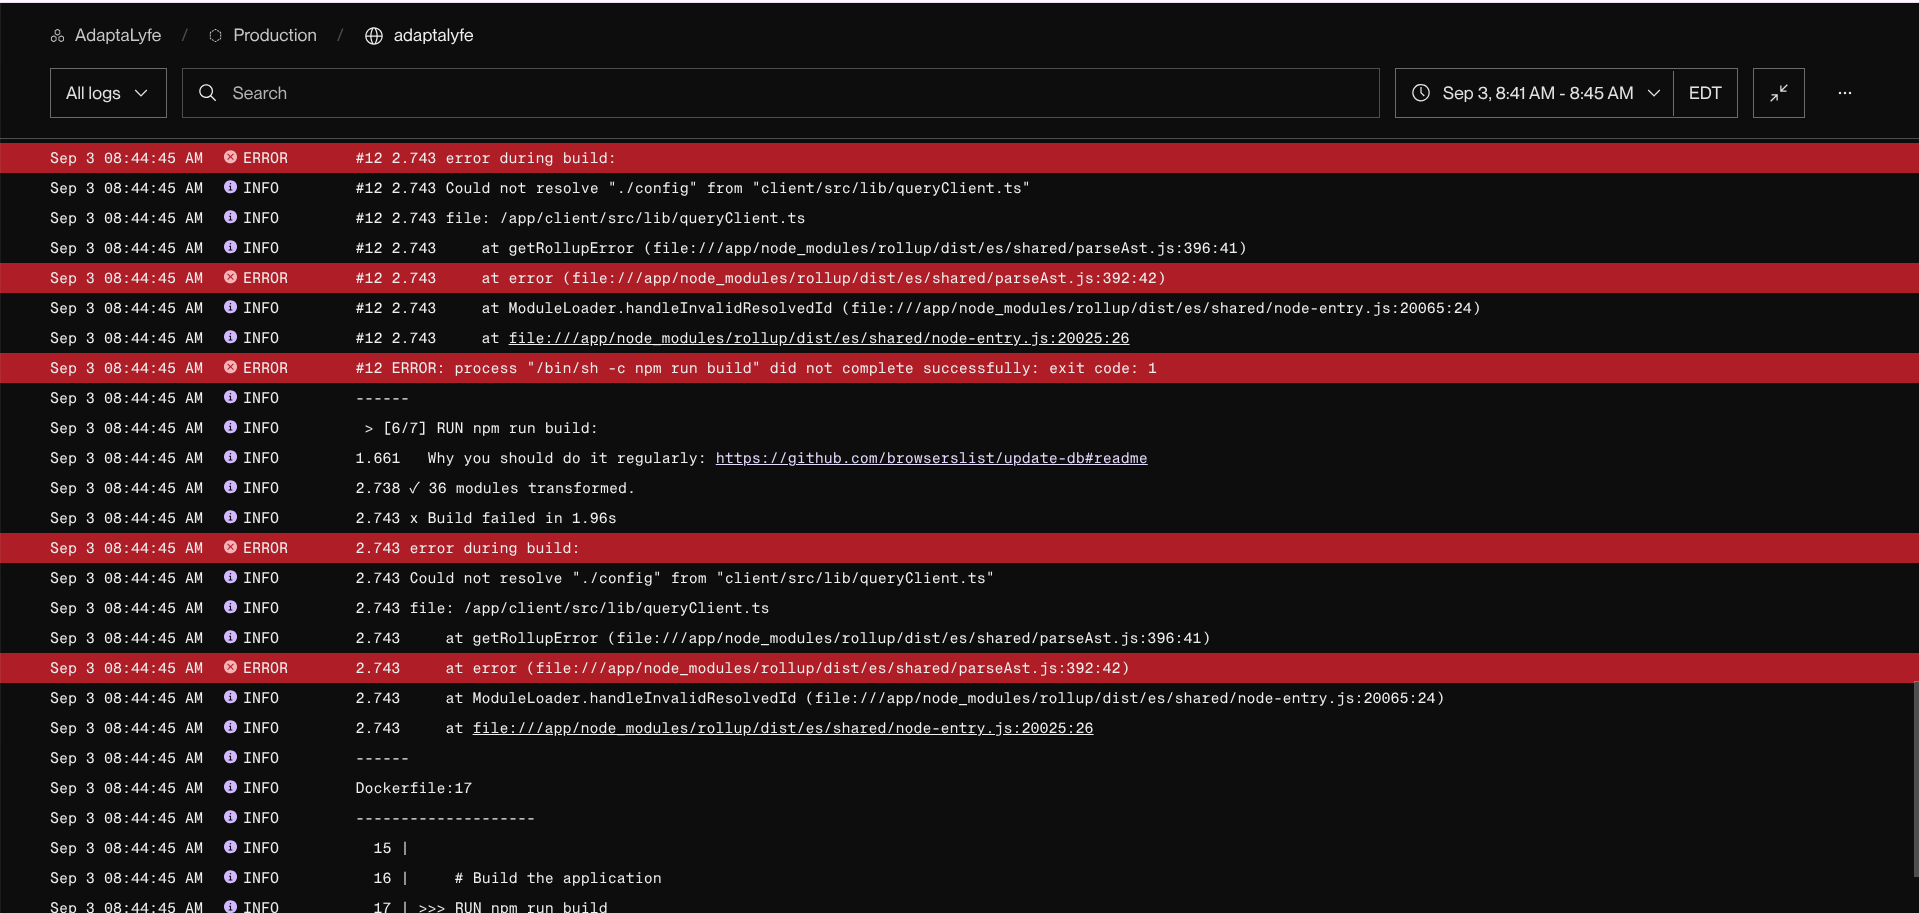 AdaptaLyfe / Production / adaptalyfe
All logs Search Sep 3, 8:41 AM - 8:45 AM EDT ...
Sep 3 08:44:45 AM ERROR #12 2.743 error during build:
Sep 3 08:44:45 AM INFO #12 2.743 Could not resolve "./config" from "client/src/lib/queryClient.ts"
Sep 3 08:44:45 AM INFO #12 2.743 file: /app/client/src/lib/queryClient.ts
Sep 3 08:44:45 AM INFO #12 2.743     at getRollupError (file:///app/node_modules/rollup/dist/es/shared/parseAst.js:396:41)
Sep 3 08:44:45 AM ERROR #12 2.743     at error (file:///app/node_modules/rollup/dist/es/shared/parseAst.js:392:42)
Sep 3 08:44:45 AM INFO #12 2.743     at ModuleLoader.handleInvalidResolvedId (file:///app/node_modules/rollup/dist/es/shared/node-entry.js:20065:24)
Sep 3 08:44:45 AM INFO #12 2.743     at file:///app/node_modules/rollup/dist/es/shared/node-entry.js:20025:26
Sep 3 08:44:45 AM ERROR #12 ERROR: process "/bin/sh -c npm run build" did not complete successfully: exit code: 1
Sep 3 08:44:45 AM INFO ------
Sep 3 08:44:45 AM INFO  > [6/7] RUN npm run build:
Sep 3 08:44:45 AM INFO 1.661   Why you should do it regularly: https://github.com/browserslist/update-db#readme
Sep 3 08:44:45 AM INFO 2.738 ✓ 36 modules transformed.
Sep 3 08:44:45 AM INFO 2.743 x Build failed in 1.96s
Sep 3 08:44:45 AM ERROR 2.743 error during build:
Sep 3 08:44:45 AM INFO 2.743 Could not resolve "./config" from "client/src/lib/queryClient.ts"
Sep 3 08:44:45 AM INFO 2.743 file: /app/client/src/lib/queryClient.ts
Sep 3 08:44:45 AM INFO 2.743     at getRollupError (file:///app/node_modules/rollup/dist/es/shared/parseAst.js:396:41)
Sep 3 08:44:45 AM ERROR 2.743     at error (file:///app/node_modules/rollup/dist/es/shared/parseAst.js:392:42)
Sep 3 08:44:45 AM INFO 2.743     at ModuleLoader.handleInvalidResolvedId (file:///app/node_modules/rollup/dist/es/shared/node-entry.js:20065:24)
Sep 3 08:44:45 AM INFO 2.743     at file:///app/node_modules/rollup/dist/es/shared/node-entry.js:20025:26
Sep 3 08:44:45 AM INFO ------
Sep 3 08:44:45 AM INFO Dockerfile:17
Sep 3 08:44:45 AM INFO --------------------
Sep 3 08:44:45 AM INFO   15 |
Sep 3 08:44:45 AM INFO   16 |     # Build the application
Sep 3 08:44:45 AM INFO   17 | >>> RUN npm run build